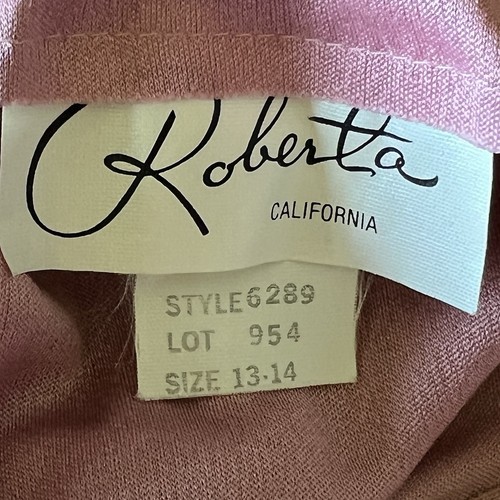 Roberta
CALIFORNIA
STYLE 6289
LOT 954
SIZE 13-14